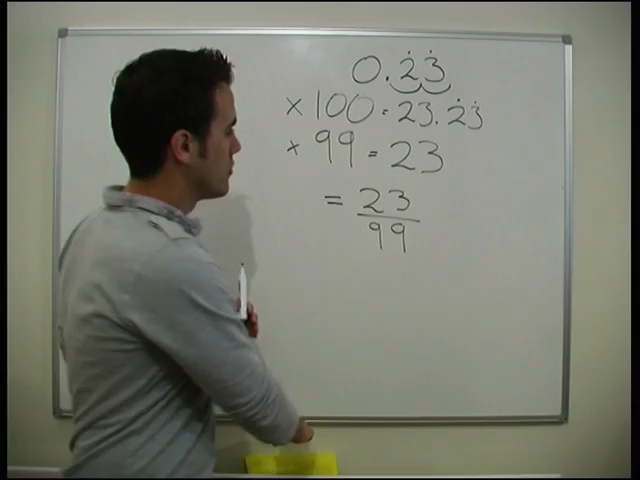 0.2̇3̇
× 100 = 23.2̇3̇
× 99 = 23
= 23/99